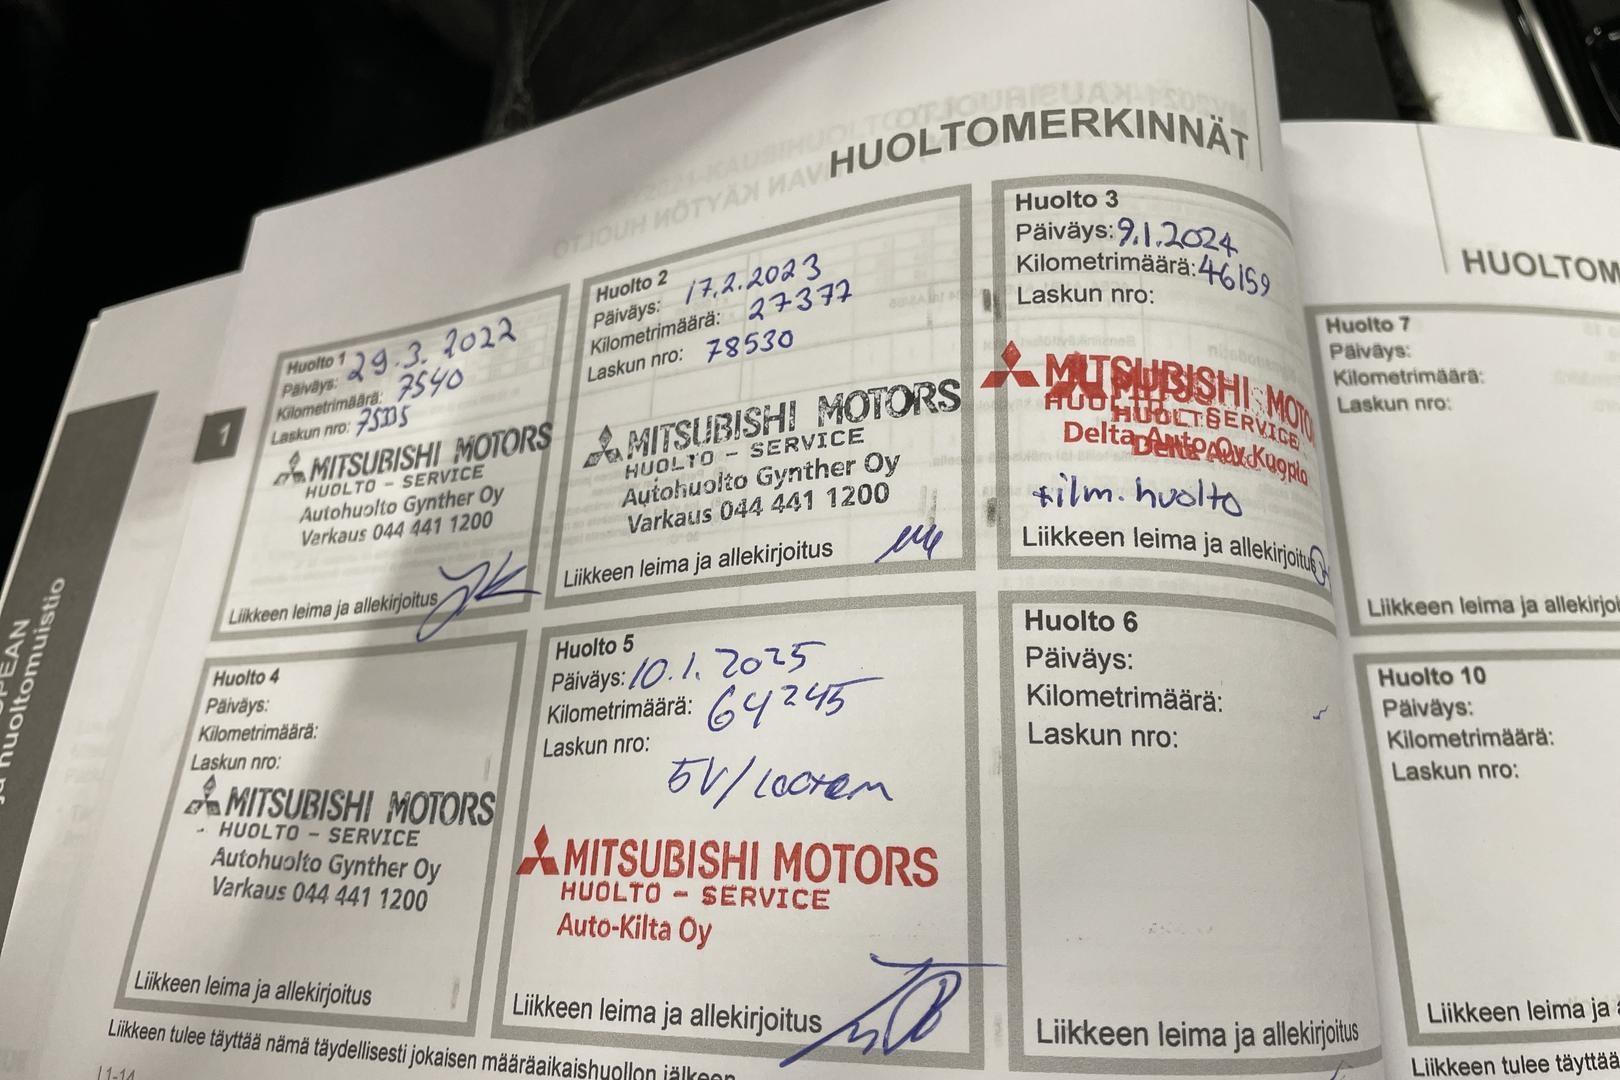 HUOLTOMERKINNÄT
1
Huolto 1
Päiväys: 29.3.2022
Kilometrimäärä: 7540
Laskun nro:
MITSUBISHI MOTORS
HUOLTO - SERVICE
Autohuolto Gynther Oy
Varkaus 044 441 1200
Liikkeen leima ja allekirjoitus
Huolto 2
Päiväys: 17.2.2023
Kilometrimäärä: 27377
Laskun nro: 78530
MITSUBISHI MOTORS
HUOLTO - SERVICE
Autohuolto Gynther Oy
Varkaus 044 441 1200
Liikkeen leima ja allekirjoitus
Huolto 3
Päiväys: 9.1.2024
Kilometrimäärä: 46159
Laskun nro:
MITSUBISHI MOTO
HUOLTO - SERVICE
Delta Auto Oy Kuopio
+ilm. huolto
Liikkeen leima ja allekirjoitus
Huolto 4
Päiväys:
Kilometrimäärä:
Laskun nro:
MITSUBISHI MOTORS
HUOLTO - SERVICE
Autohuolto Gynther Oy
Varkaus 044 441 1200
Liikkeen leima ja allekirjoitus
Huolto 5
Päiväys: 10.1.2025
Kilometrimäärä: 64245
Laskun nro:
5V/
MITSUBISHI MOTORS
HUOLTO - SERVICE
Auto-Kilta Oy
Liikkeen leima ja allekirjoitus
Huolto 6
Päiväys:
Kilometrimäärä:
Laskun nro:
Liikkeen leima ja allekirjoitus
Liikkeen tulee täyttää nämä täydellisesti jokaisen määräaikaishuollon jälkeen
HUOLTOM
Huolto 7
Päiväys:
Kilometrimäärä:
Laskun nro:
Liikkeen leima ja allekirjoi
Huolto 10
Päiväys:
Kilometrimäärä:
Laskun nro:
Liikkeen leima ja a
Liikkeen tulee täyttää
OPEAN
ja huoltomuistio